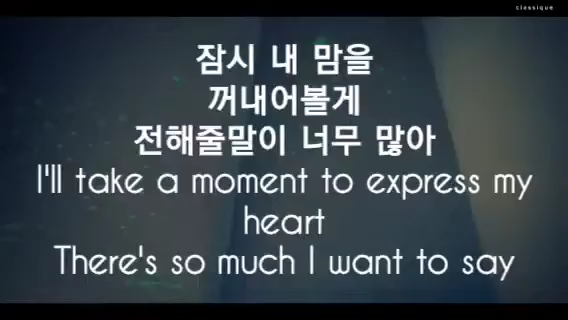 classique
잠시 내 맘을
꺼내어볼게
전해줄말이 너무 많아
I'll take a moment to express my
heart
There's so much I want to say